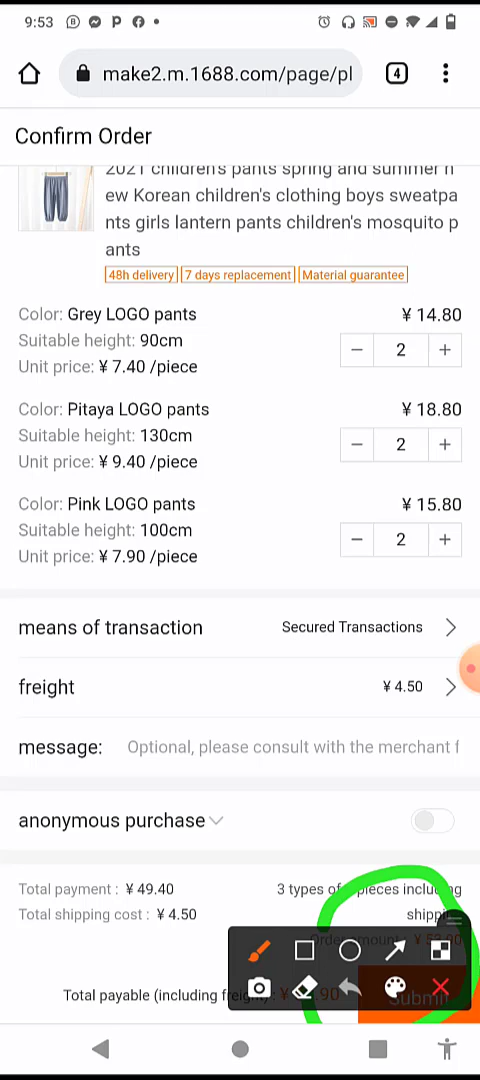 9:53
make2.m.1688.com/page/pl
4
Confirm Order
2021 children's pants spring and summer n
ew Korean children's clothing boys sweatpa
nts girls lantern pants children's mosquito p
ants
48h delivery 7 days replacement Material guarantee
Color: Grey LOGO pants ¥ 14.80
Suitable height: 90cm
Unit price: ¥ 7.40 /piece
− 2 +
Color: Pitaya LOGO pants ¥ 18.80
Suitable height: 130cm
Unit price: ¥ 9.40 /piece
− 2 +
Color: Pink LOGO pants ¥ 15.80
Suitable height: 100cm
Unit price: ¥ 7.90 /piece
− 2 +
means of transaction Secured Transactions
freight ¥ 4.50
message: Optional, please consult with the merchant f
anonymous purchase
Total payment : ¥ 49.40 3 types of pieces including
Total shipping cost : ¥ 4.50
Order amount : ¥ 53.90
Total payable (including freight) : ¥ .90 Submit